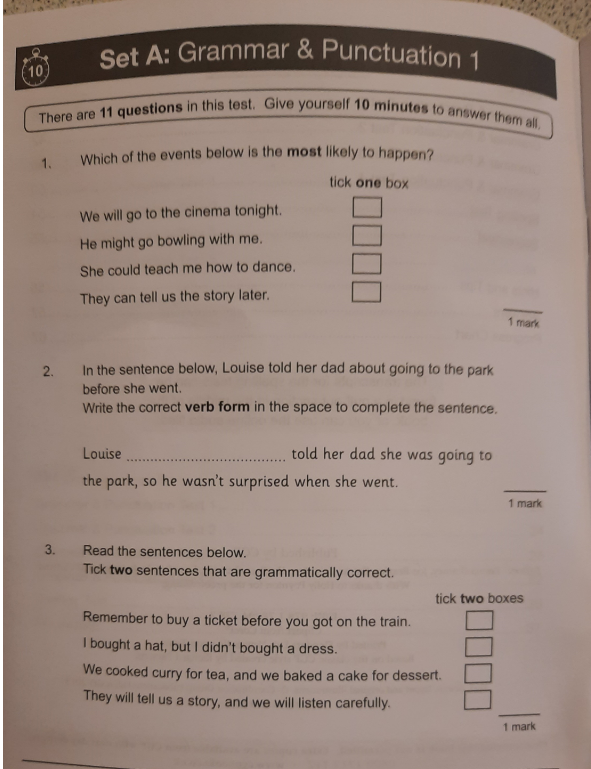 10
Set A: Grammar & Punctuation 1
There are 11 questions in this test. Give yourself 10 minutes to answer them all.
1. Which of the events below is the most likely to happen?
tick one box
We will go to the cinema tonight.
He might go bowling with me.
She could teach me how to dance.
They can tell us the story later.
1 mark
2. In the sentence below, Louise told her dad about going to the park
before she went.
Write the correct verb form in the space to complete the sentence.
Louise ...................................... told her dad she was going to
the park, so he wasn't surprised when she went.
1 mark
3. Read the sentences below.
Tick two sentences that are grammatically correct.
tick two boxes
Remember to buy a ticket before you got on the train.
I bought a hat, but I didn't bought a dress.
We cooked curry for tea, and we baked a cake for dessert.
They will tell us a story, and we will listen carefully.
1 mark